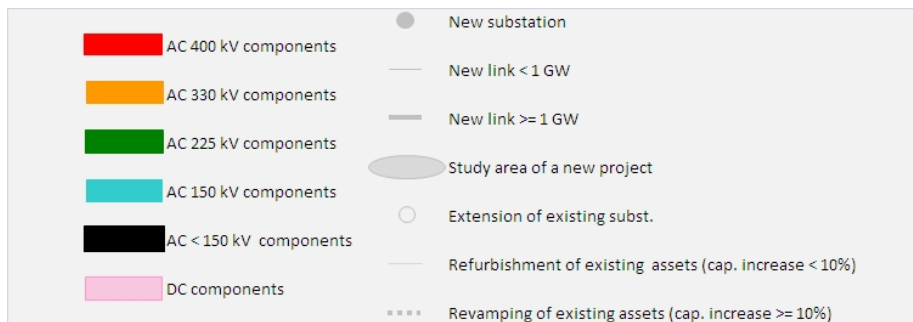 AC 400 kV components
AC 330 kV components
AC 225 kV components
AC 150 kV components
AC < 150 kV components
DC components
New substation
New link < 1 GW
New link >= 1 GW
Study area of a new project
Extension of existing subst.
Refurbishment of existing assets (cap. increase < 10%)
Revamping of existing assets (cap. increase >= 10%)